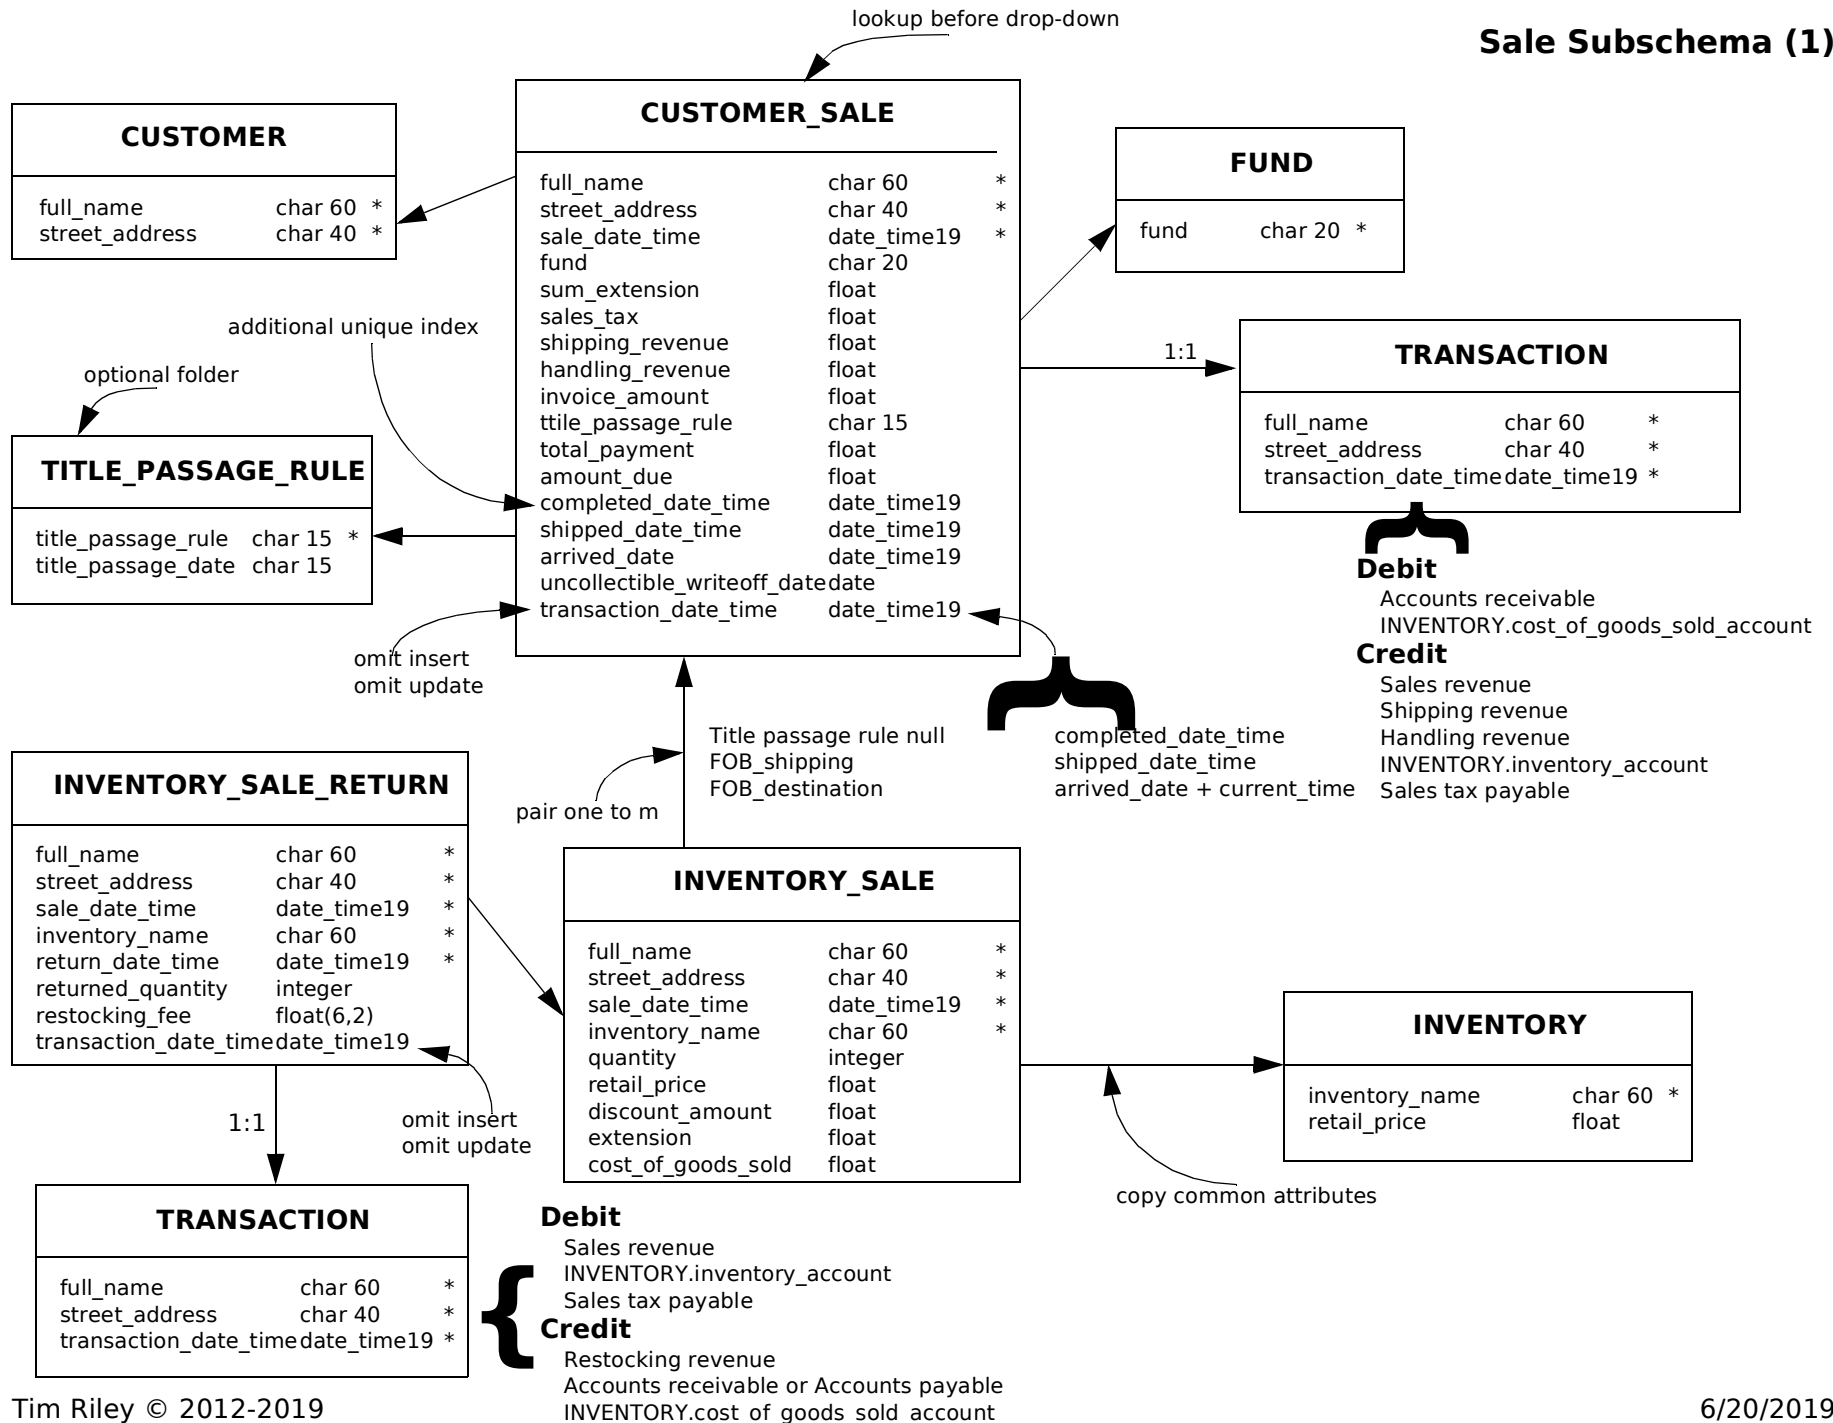 lookup before drop-down
Sale Subschema (1)
CUSTOMER
full_name char 60 *
street_address char 40 *
CUSTOMER_SALE
full_name char 60 *
street_address char 40 *
sale_date_time date_time19 *
fund char 20
sum_extension float
sales_tax float
shipping_revenue float
handling_revenue float
invoice_amount float
ttile_passage_rule char 15
total_payment float
amount_due float
completed_date_time date_time19
shipped_date_time date_time19
arrived_date date_time19
uncollectible_writeoff_date date
transaction_date_time date_time19
FUND
fund char 20 *
additional unique index
optional folder
1:1
TRANSACTION
full_name char 60 *
street_address char 40 *
transaction_date_time date_time19 *
TITLE_PASSAGE_RULE
title_passage_rule char 15 *
title_passage_date char 15
Debit
Accounts receivable
INVENTORY.cost_of_goods_sold_account
Credit
Sales revenue
Shipping revenue
Handling revenue
INVENTORY.inventory_account
Sales tax payable
omit insert
omit update
Title passage rule null completed_date_time
FOB_shipping shipped_date_time
FOB_destination arrived_date + current_time
pair one to m
INVENTORY_SALE_RETURN
full_name char 60 *
street_address char 40 *
sale_date_time date_time19 *
inventory_name char 60 *
return_date_time date_time19 *
returned_quantity integer
restocking_fee float(6,2)
transaction_date_time date_time19
INVENTORY_SALE
full_name char 60 *
street_address char 40 *
sale_date_time date_time19 *
inventory_name char 60 *
quantity integer
retail_price float
discount_amount float
extension float
cost_of_goods_sold float
INVENTORY
inventory_name char 60 *
retail_price float
1:1
omit insert
omit update
copy common attributes
TRANSACTION
full_name char 60 *
street_address char 40 *
transaction_date_time date_time19 *
Debit
Sales revenue
INVENTORY.inventory_account
Sales tax payable
Credit
Restocking revenue
Accounts receivable or Accounts payable
INVENTORY.cost_of_goods_sold_account
Tim Riley © 2012-2019
6/20/2019